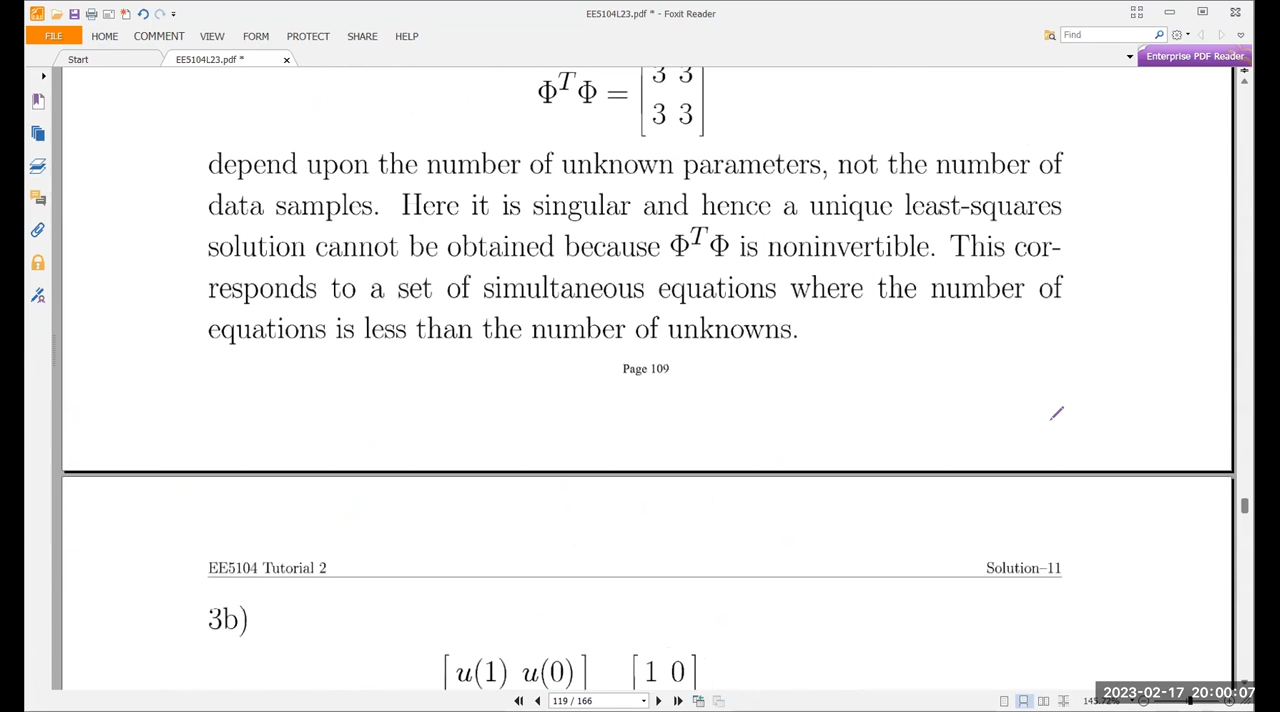 EE5104L23.pdf * - Foxit Reader
FILE HOME COMMENT VIEW FORM PROTECT SHARE HELP
Find
Start
EE5104L23.pdf *
Enterprise PDF Reader
Φ^TΦ = [3 3
3 3]
depend upon the number of unknown parameters, not the number of
data samples. Here it is singular and hence a unique least-squares
solution cannot be obtained because Φ^TΦ is noninvertible. This cor-
responds to a set of simultaneous equations where the number of
equations is less than the number of unknowns.
Page 109
EE5104 Tutorial 2
Solution–11
3b)
[u(1) u(0)] [1 0]
119 / 166
2023-02-17 20:00:07